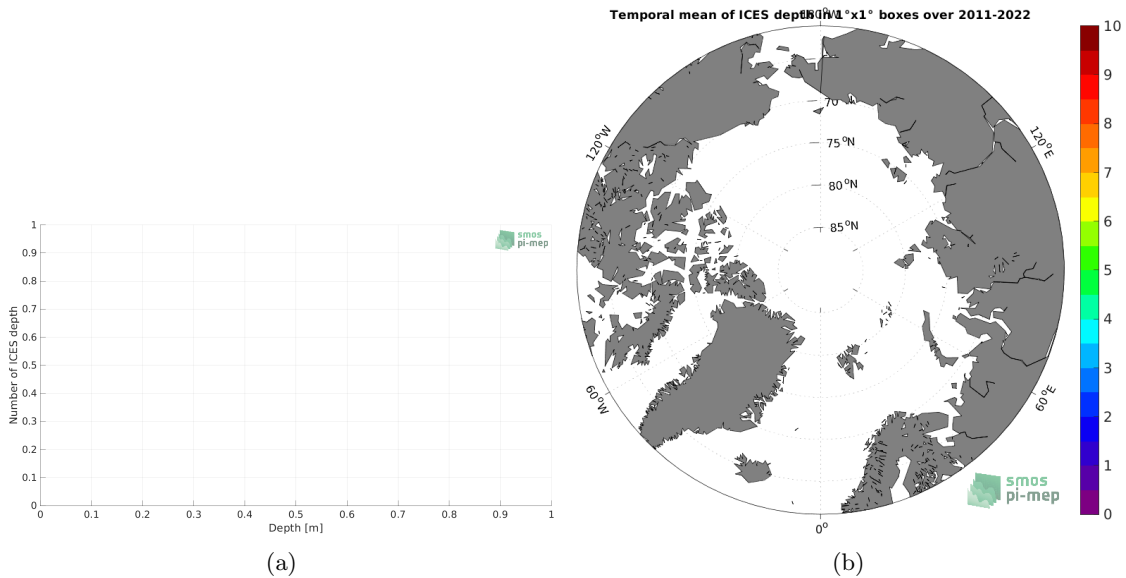 Temporal mean of ICES depth in 1°x1° boxes over 2011-2022
180°W
120°W
120°E
60°W
60°E
0°
70
75°N
80°N
85°N
10
9
8
7
6
5
4
3
2
1
0
smos
pi-mep
Number of ICES depth
1
0.9
0.8
0.7
0.6
0.5
0.4
0.3
0.2
0.1
0
0
0.1
0.2
0.3
0.4
0.5
0.6
0.7
0.8
0.9
1
Depth [m]
smos
pi-mep
(a)
(b)